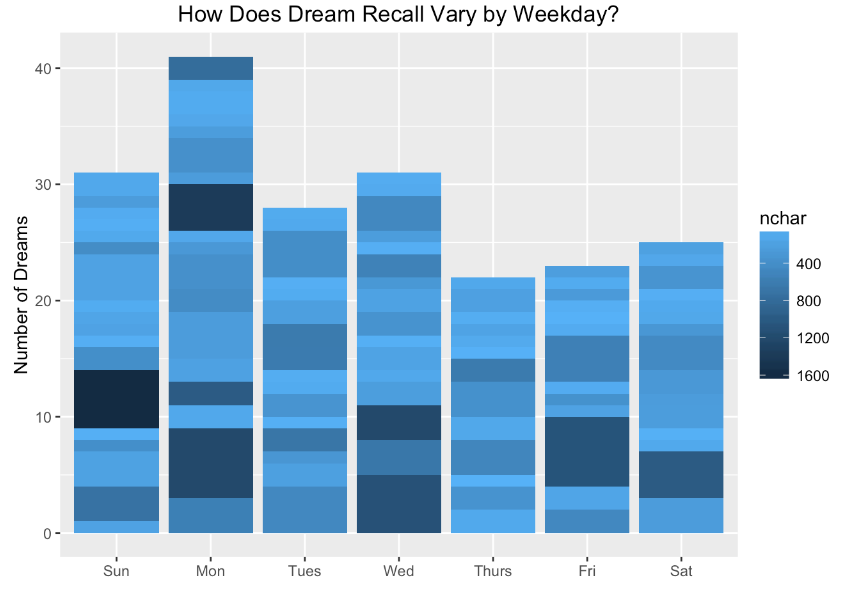 How Does Dream Recall Vary by Weekday?
Number of Dreams
40
30
20
10
0
Sun Mon Tues Wed Thurs Fri Sat
nchar
400
800
1200
1600